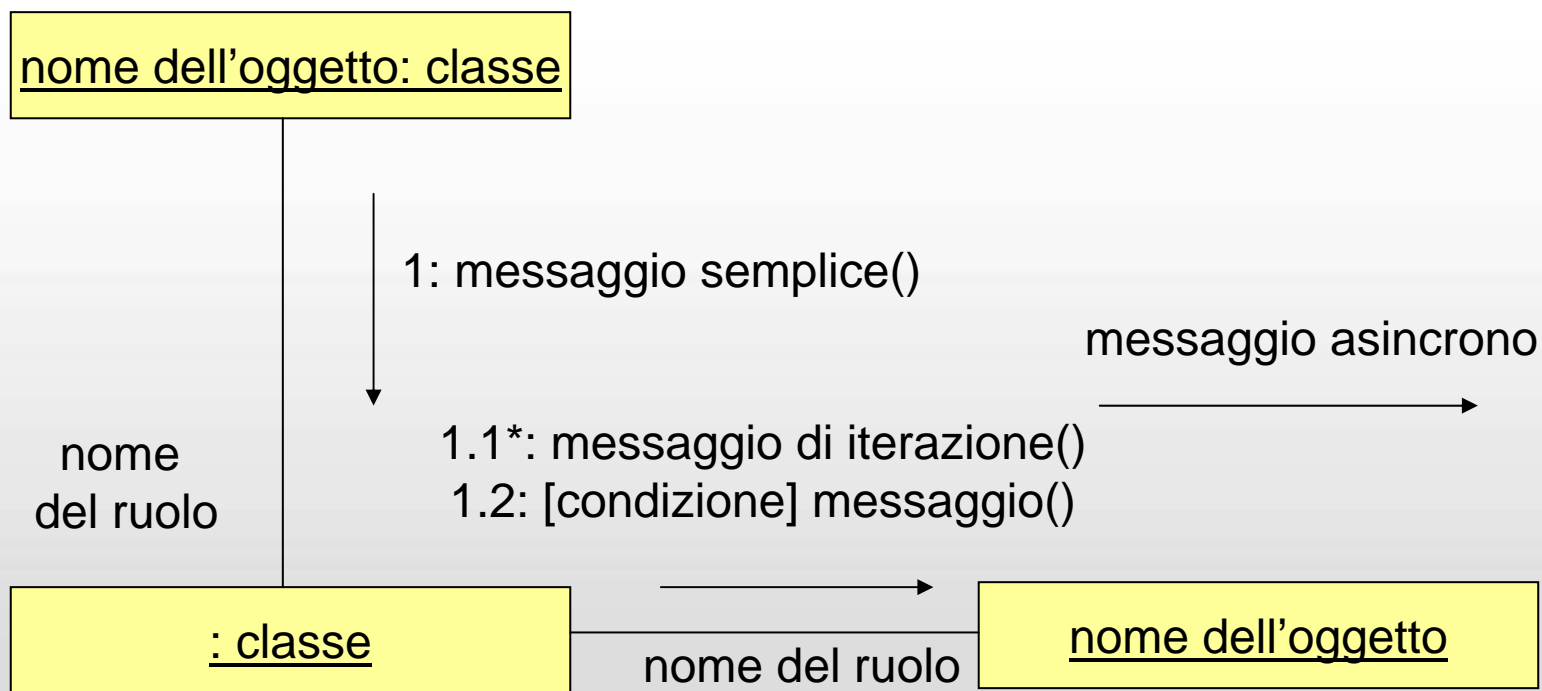 nome dell'oggetto: classe
1: messaggio semplice()
messaggio asincrono
nome
del ruolo
1.1*: messaggio di iterazione()
1.2: [condizione] messaggio()
: classe
nome del ruolo
nome dell'oggetto